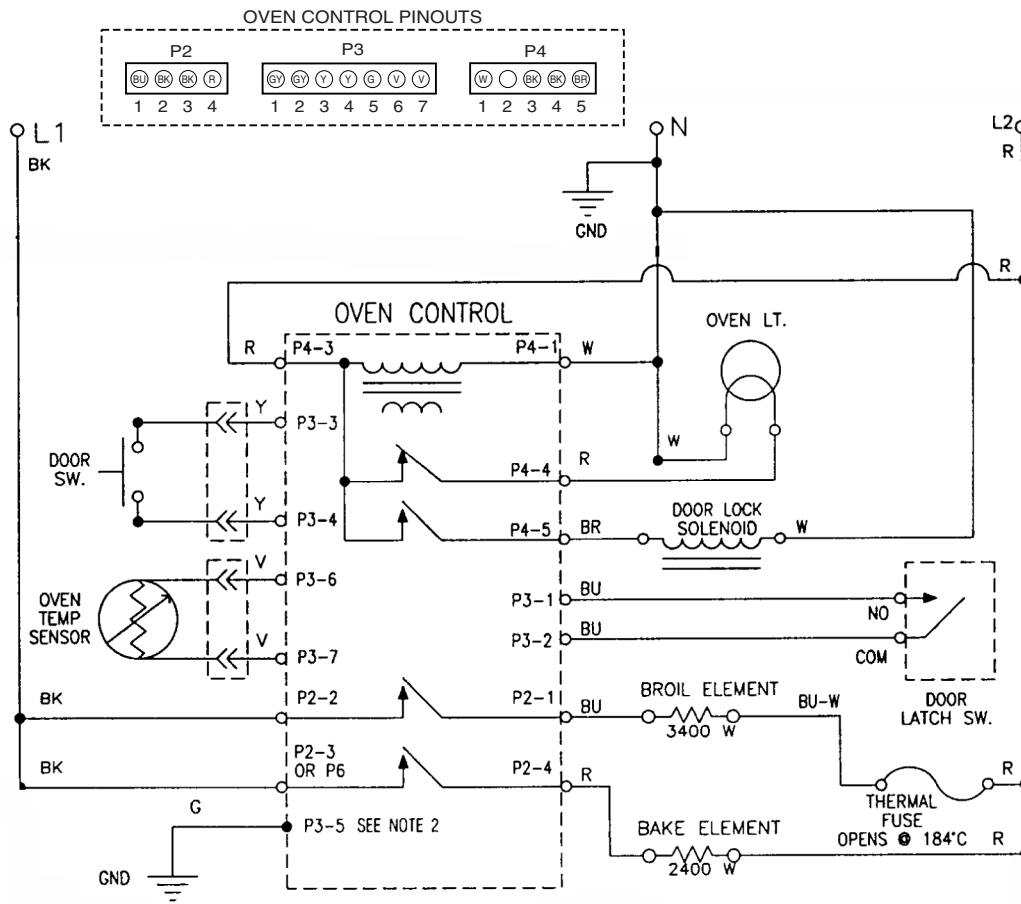 OVEN CONTROL PINOUTS
P2
P3
P4
BU BK BK R
GY GY Y Y G V V
W BK BK BR
1 2 3 4
1 2 3 4 5 6 7
1 2 3 4 5
L1
N
L2
BK
R
GND
R
OVEN CONTROL
OVEN LT.
R
P4-3
P4-1
W
Y
P3-3
DOOR
SW.
W
P4-4
R
Y
P3-4
P4-5
BR
DOOR LOCK
SOLENOID
W
V
P3-6
OVEN
TEMP
SENSOR
P3-1
BU
NO
V
P3-7
P3-2
BU
COM
DOOR
LATCH SW.
BK
P2-2
P2-1
BU
BROIL ELEMENT
3400 W
BU-W
BK
P2-3
OR P6
P2-4
R
THERMAL
FUSE
OPENS @ 184°C
R
G
P3-5 SEE NOTE 2
BAKE ELEMENT
2400 W
R
GND